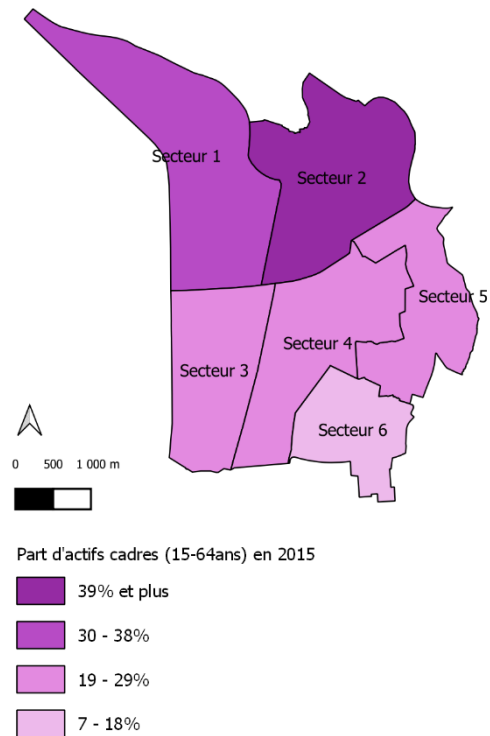 Secteur 1
Secteur 2
Secteur 5
Secteur 4
Secteur 3
Secteur 6
0 500 1 000 m
Part d'actifs cadres (15-64ans) en 2015
39% et plus
30 - 38%
19 - 29%
7 - 18%